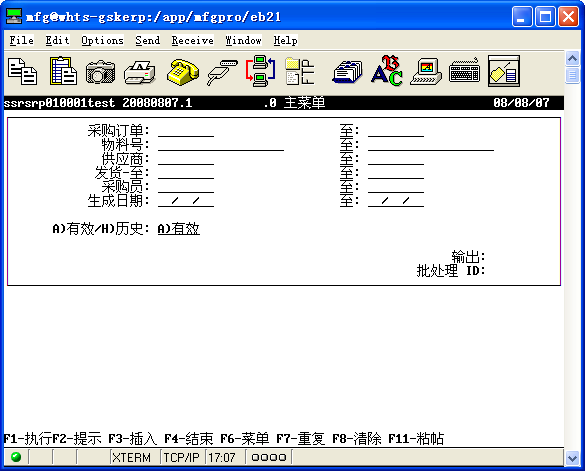 mfg@whts-gskerp:/app/mfgpro/eb21
File Edit Options Send Receive Window Help
ssrsrp010001test 20080807.1 .0 主菜单 08/08/07
采购订单: 至:
物料号: 至:
供应商: 至:
发货-至: 至:
采购员: 至:
生成日期: / / 至: / /
A)有效/H)历史: A)有效
输出:
批处理 ID:
F1-执行F2-提示 F3-插入 F4-结束 F6-菜单 F7-重复 F8-清除 F11-粘帖
XTERM TCP/IP 17:07